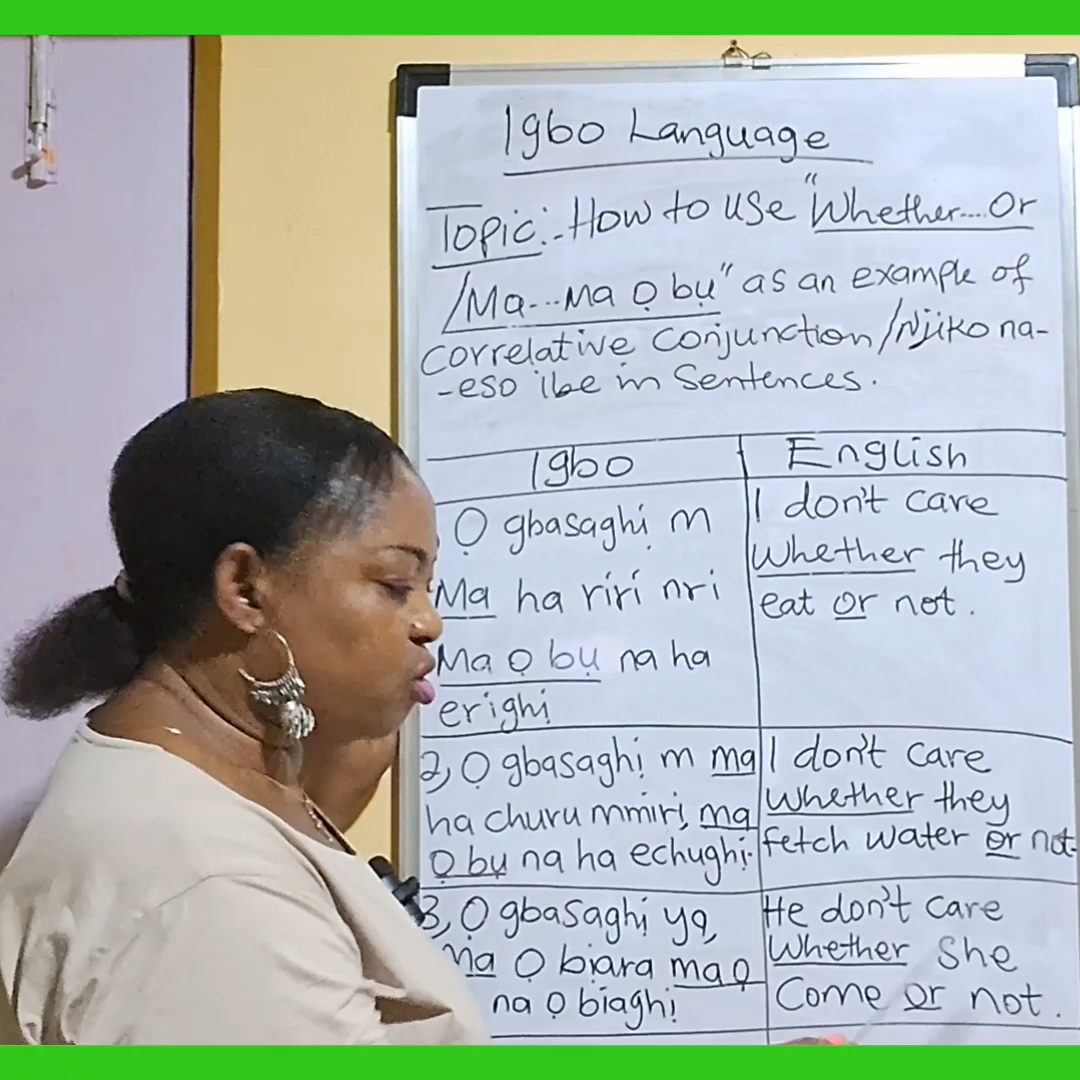 Igbo Language
Topic:- How to use "Whether....Or
/Ma...Ma Ọ bụ" as an example of
Correlative Conjunction/Njiko na-
-eso ibe in Sentences.
Igbo
English
Ọ gbasaghị m
Ma ha riri nri
Ma ọ bụ na ha
erighị
I don't care
Whether they
eat or not.
2, Ọ gbasaghị m ma
ha churu mmiri, ma
Ọ bụ na ha echughị.
I don't care
Whether they
fetch water or not.
3, Ọ gbasaghị ya,
ma Ọ bịara ma ọ
na ọ bịaghị
He don't care
Whether She
Come or not.